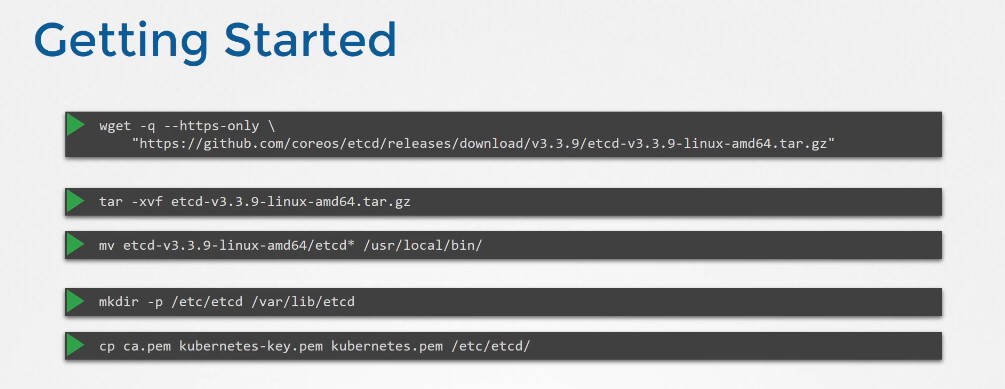 Getting Started
wget -q --https-only \
"https://github.com/coreos/etcd/releases/download/v3.3.9/etcd-v3.3.9-linux-amd64.tar.gz"
tar -xvf etcd-v3.3.9-linux-amd64.tar.gz
mv etcd-v3.3.9-linux-amd64/etcd* /usr/local/bin/
mkdir -p /etc/etcd /var/lib/etcd
cp ca.pem kubernetes-key.pem kubernetes.pem /etc/etcd/